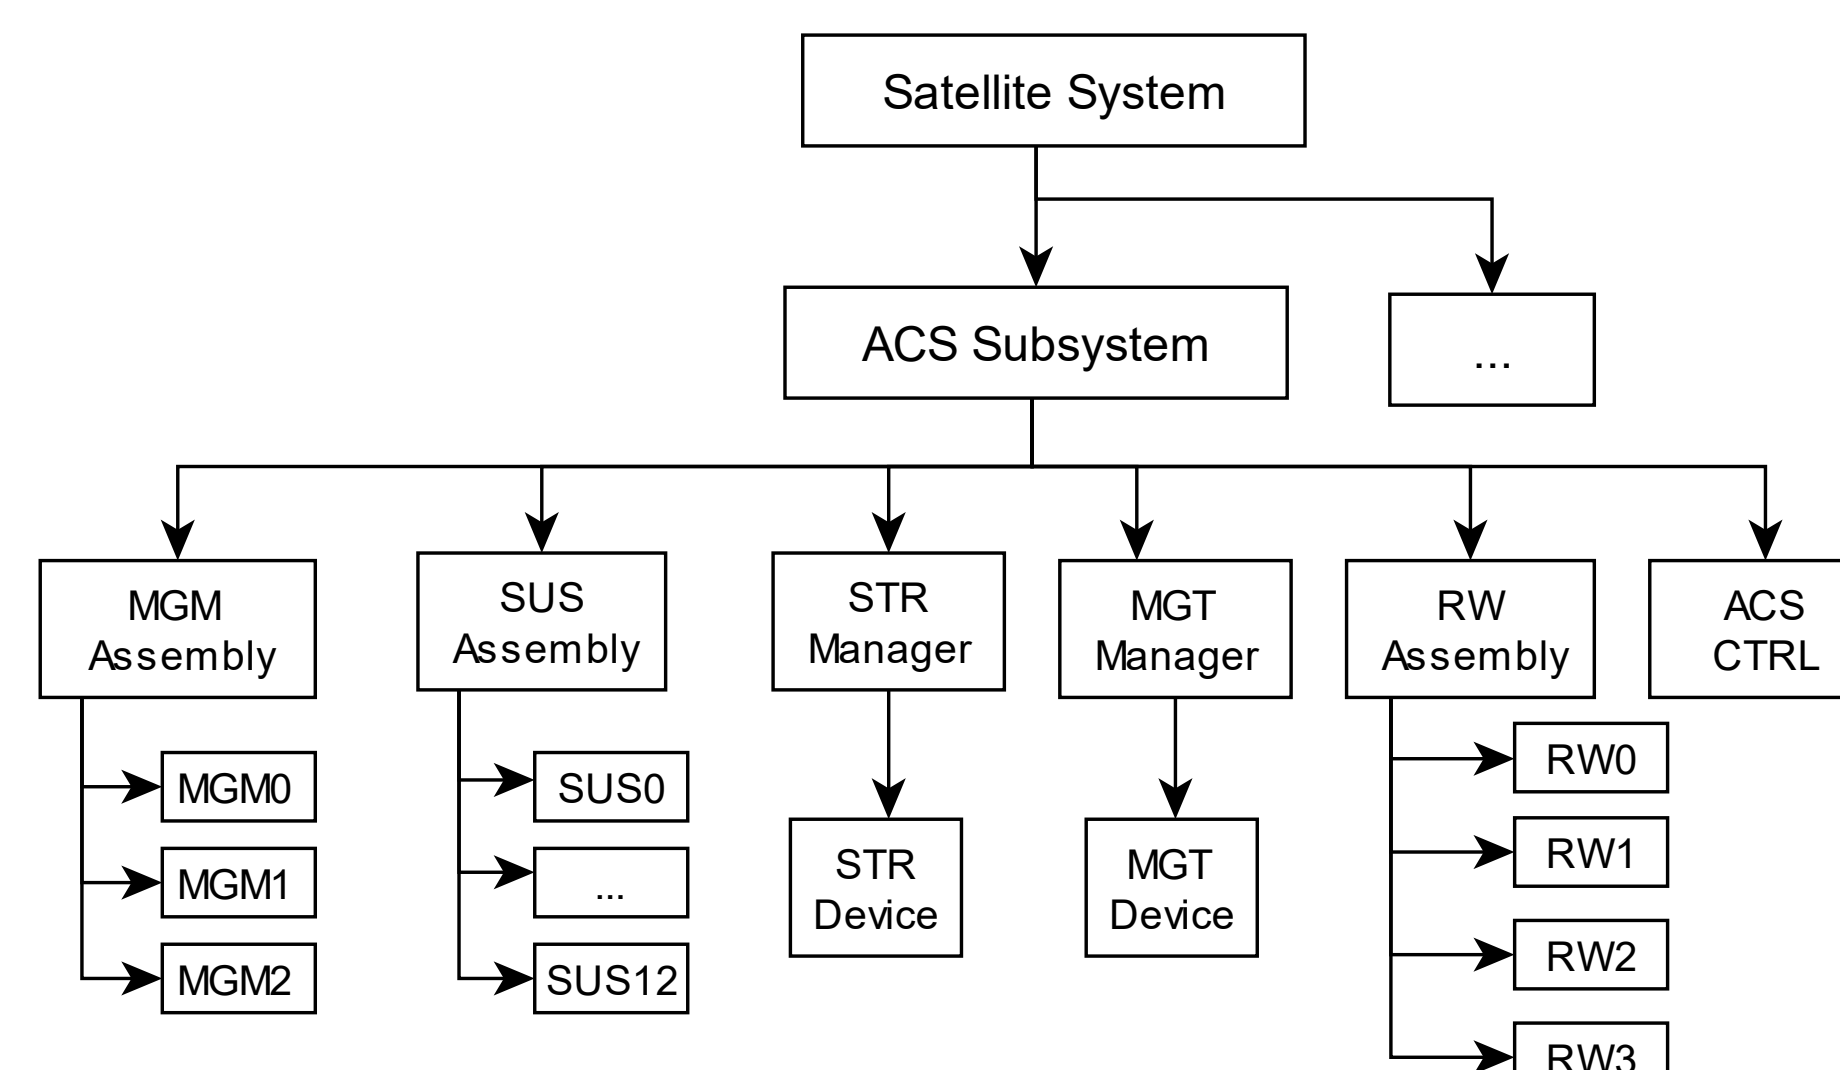 Satellite System
ACS Subsystem
...
MGM
Assembly
SUS
Assembly
STR
Manager
MGT
Manager
RW
Assembly
ACS
CTRL
MGM0
MGM1
MGM2
SUS0
...
SUS12
STR
Device
MGT
Device
RW0
RW1
RW2
RW3